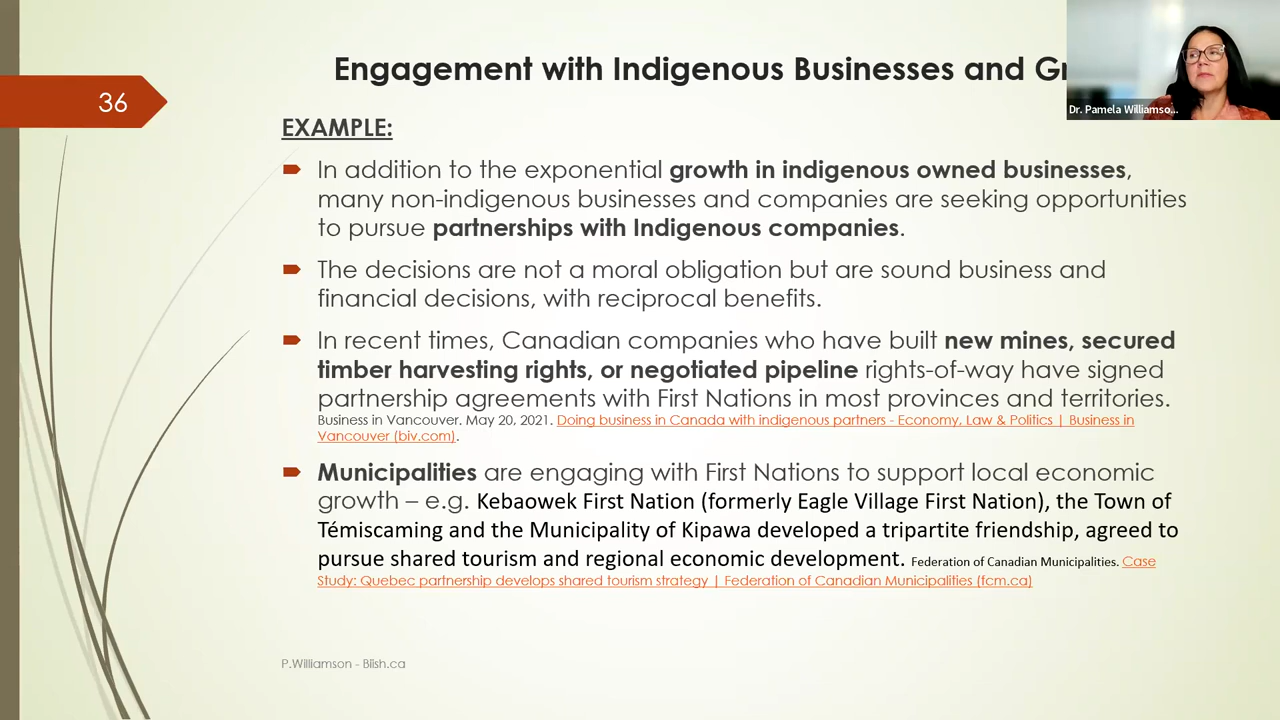 Engagement with Indigenous Businesses and
36
Dr. Pamela Williamso...
EXAMPLE:
In addition to the exponential growth in indigenous owned businesses,
many non-indigenous businesses and companies are seeking opportunities
to pursue partnerships with Indigenous companies.
The decisions are not a moral obligation but are sound business and
financial decisions, with reciprocal benefits.
In recent times, Canadian companies who have built new mines, secured
timber harvesting rights, or negotiated pipeline rights-of-way have signed
partnership agreements with First Nations in most provinces and territories.
Business in Vancouver, May 20, 2021. Doing business in Canada with indigenous partners - Economy, Law & Politics | Business in
Vancouver (biv.com).
Municipalities are engaging with First Nations to support local economic
growth – e.g. Kebaowek First Nation (formerly Eagle Village First Nation), the Town of
Témiscaming and the Municipality of Kipawa developed a tripartite friendship, agreed to
pursue shared tourism and regional economic development. Federation of Canadian Municipalities. Case
Study: Quebec partnership develops shared tourism strategy | Federation of Canadian Municipalities (fcm.ca)
P.Williamson - Biish.ca